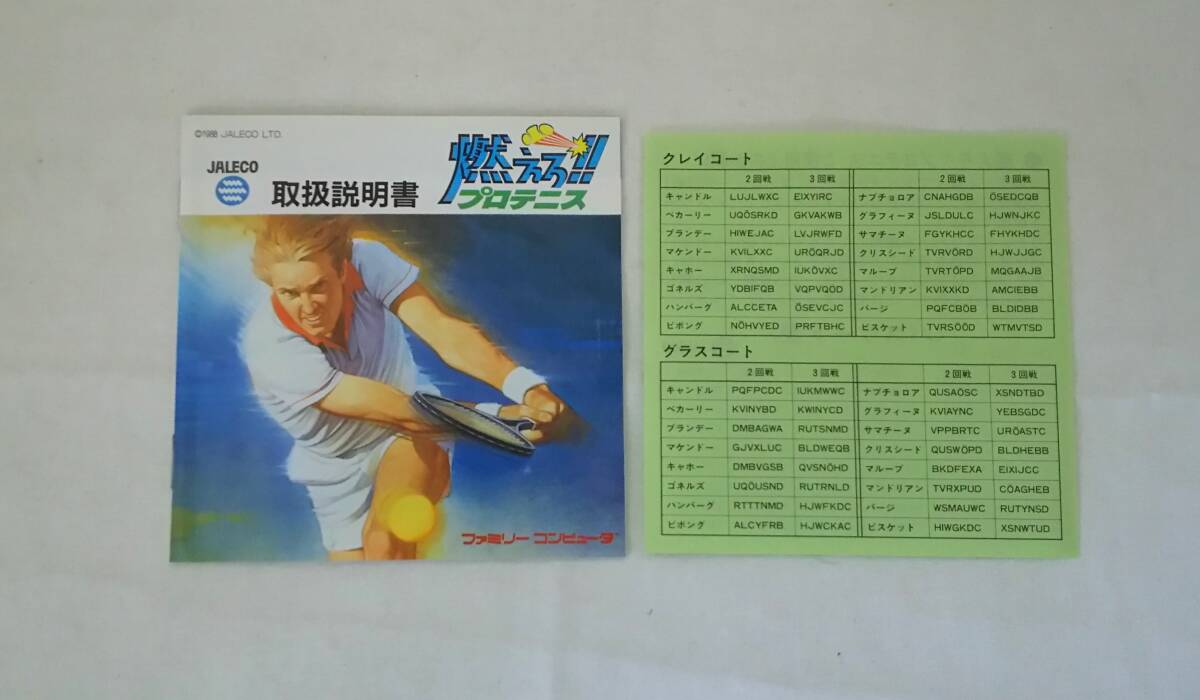 ©1988 JALECO LTD.
JALECO
取扱説明書
燃えろ!!
プロテニス
ファミリー コンピュータ
クレイコート
2回戦 3回戦 2回戦 3回戦
キャンドル LUJLWXC EIXYIRC ナブチョロア CNAHGDB ÖSEDCQB
ベカーリー UQÖSRKD GKVAKWB グラフィーヌ JSLDULC HJWNJKC
ブランデー HIWEJAC LVJRWFD サマチーヌ FGYKHCC FHYKHDC
マケンドー KVILXXC URÖQRJD クリスシード TVRVÖRD HJWJJGC
キャホー XRNQSMD IUKÖVXC マループ TVRTÖPD MQGAAJB
ゴネルズ YDBIFQB VQPVQOD マンドリアン KVIXXKD AMCIEBB
ハンバーグ ALCCETA ÖSEVCJC バージ PQFCBÖB BLDIDBB
ピポング NÖHVYED PRFTBHC ビスケット TVRSÖÖD WTMVTSD
グラスコート
2回戦 3回戦 2回戦 3回戦
キャンドル PQFPCDC IUKMWWC ナブチョロア QUSAÖSC XSNDTBD
ベカーリー KVINYBD KWINYCD グラフィーヌ KVIAYNC YEBSGDC
ブランデー DMBAGWA RUTSNMD サマチーヌ VPPBRTC URÖASTC
マケンドー GJVXLUC BLDWEQB クリスシード QUSWÖPD BLDHEBB
キャホー DMBVGSB QVSNÖHD マループ BKDFEXA EIXIJCC
ゴネルズ UQÖUSND RUTRNLD マンドリアン TVRXPUD CÖAGHEB
ハンバーグ RTTTNMD HJWFKDC バージ WSMAUWC RUTYNSD
ピポング ALCYFRB HJWCKAC ビスケット HIWGKDC XSNWTUD